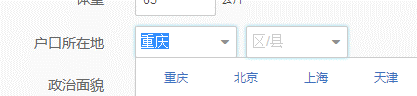 体重 65 公斤
户口所在地 重庆 区/县
重庆 北京 上海 天津
政治面貌